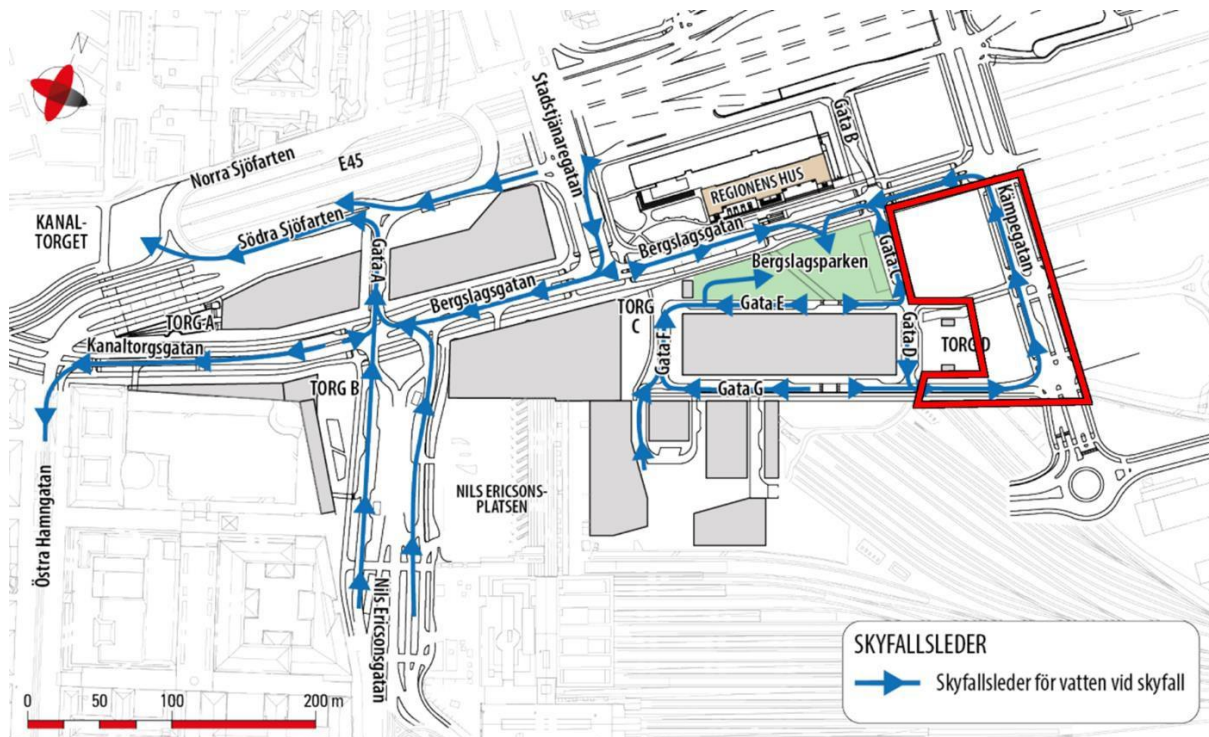 N
Norra Sjöfarten
E45
Stadstjänaregatan
Gata B
REGIONENS HUS
KANAL-
TORGET
Södra Sjöfarten
Gata A
Bergslagsgatan
Kämpegatan
Bergslagsgatan
Bergslagsparken
Gata C
TORG A
TORG
C
Gata E
Kanaltorgsgatan
Gata F
Gata D
TORG D
TORG B
Gata G
NILS ERICSONS-
PLATSEN
Östra Hamngatan
Nils Ericsonsgatan
SKYFALLSLEDER
Skyfallsleder för vatten vid skyfall
0 50 100 200 m